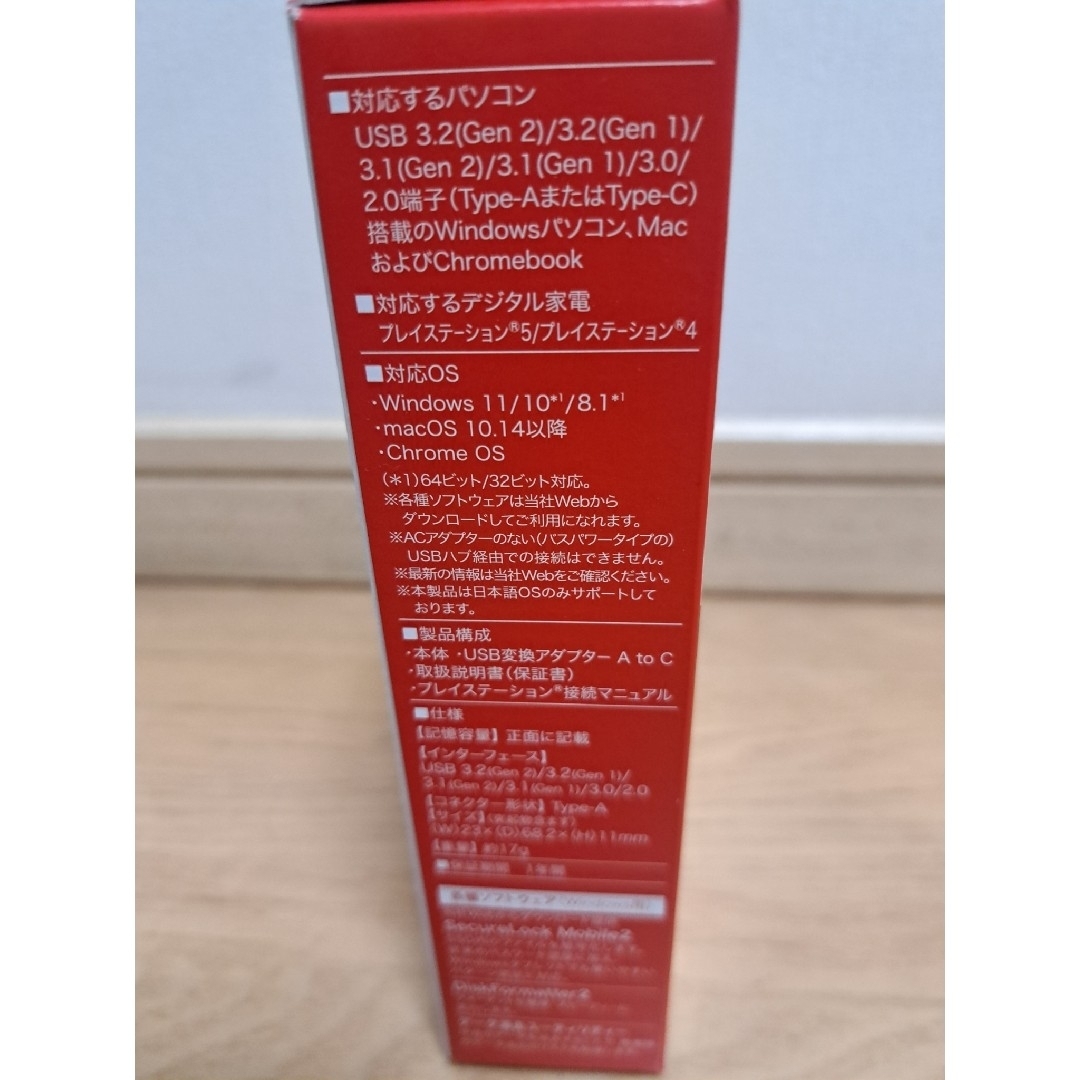 ■対応するパソコン
USB 3.2(Gen 2)/3.2(Gen 1)/
3.1(Gen 2)/3.1(Gen 1)/3.0/
2.0端子(Type-AまたはType-C)
搭載のWindowsパソコン、Mac
およびChromebook
■対応するデジタル家電
プレイステーション®5/プレイステーション®4
■対応OS
・Windows 11/10*1/8.1*1
・macOS 10.14以降
・Chrome OS
(*1)64ビット/32ビット対応。
※各種ソフトウェアは当社Webから
ダウンロードしてご利用になれます。
※ACアダプターのない(バスパワータイプの)
USBハブ経由での接続はできません。
※最新の情報は当社Webをご確認ください。
※本製品は日本語OSのみサポートして
おります。
■製品構成
・本体 ・USB変換アダプター A to C
・取扱説明書(保証書)
・プレイステーション®接続マニュアル
■仕様
【記憶容量】正面に記載
【インターフェース】
USB 3.2(Gen 2)/3.2(Gen 1)/
3.1(Gen 2)/3.1(Gen 1)/3.0/2.0
【コネクター形状】Type-A
【サイズ】(突起部含まず)
(W)23×(D)68.2×(H)11mm
【重量】約17g
■保証期間 1年間
SecureLock Mobile2
DiskFormatter2